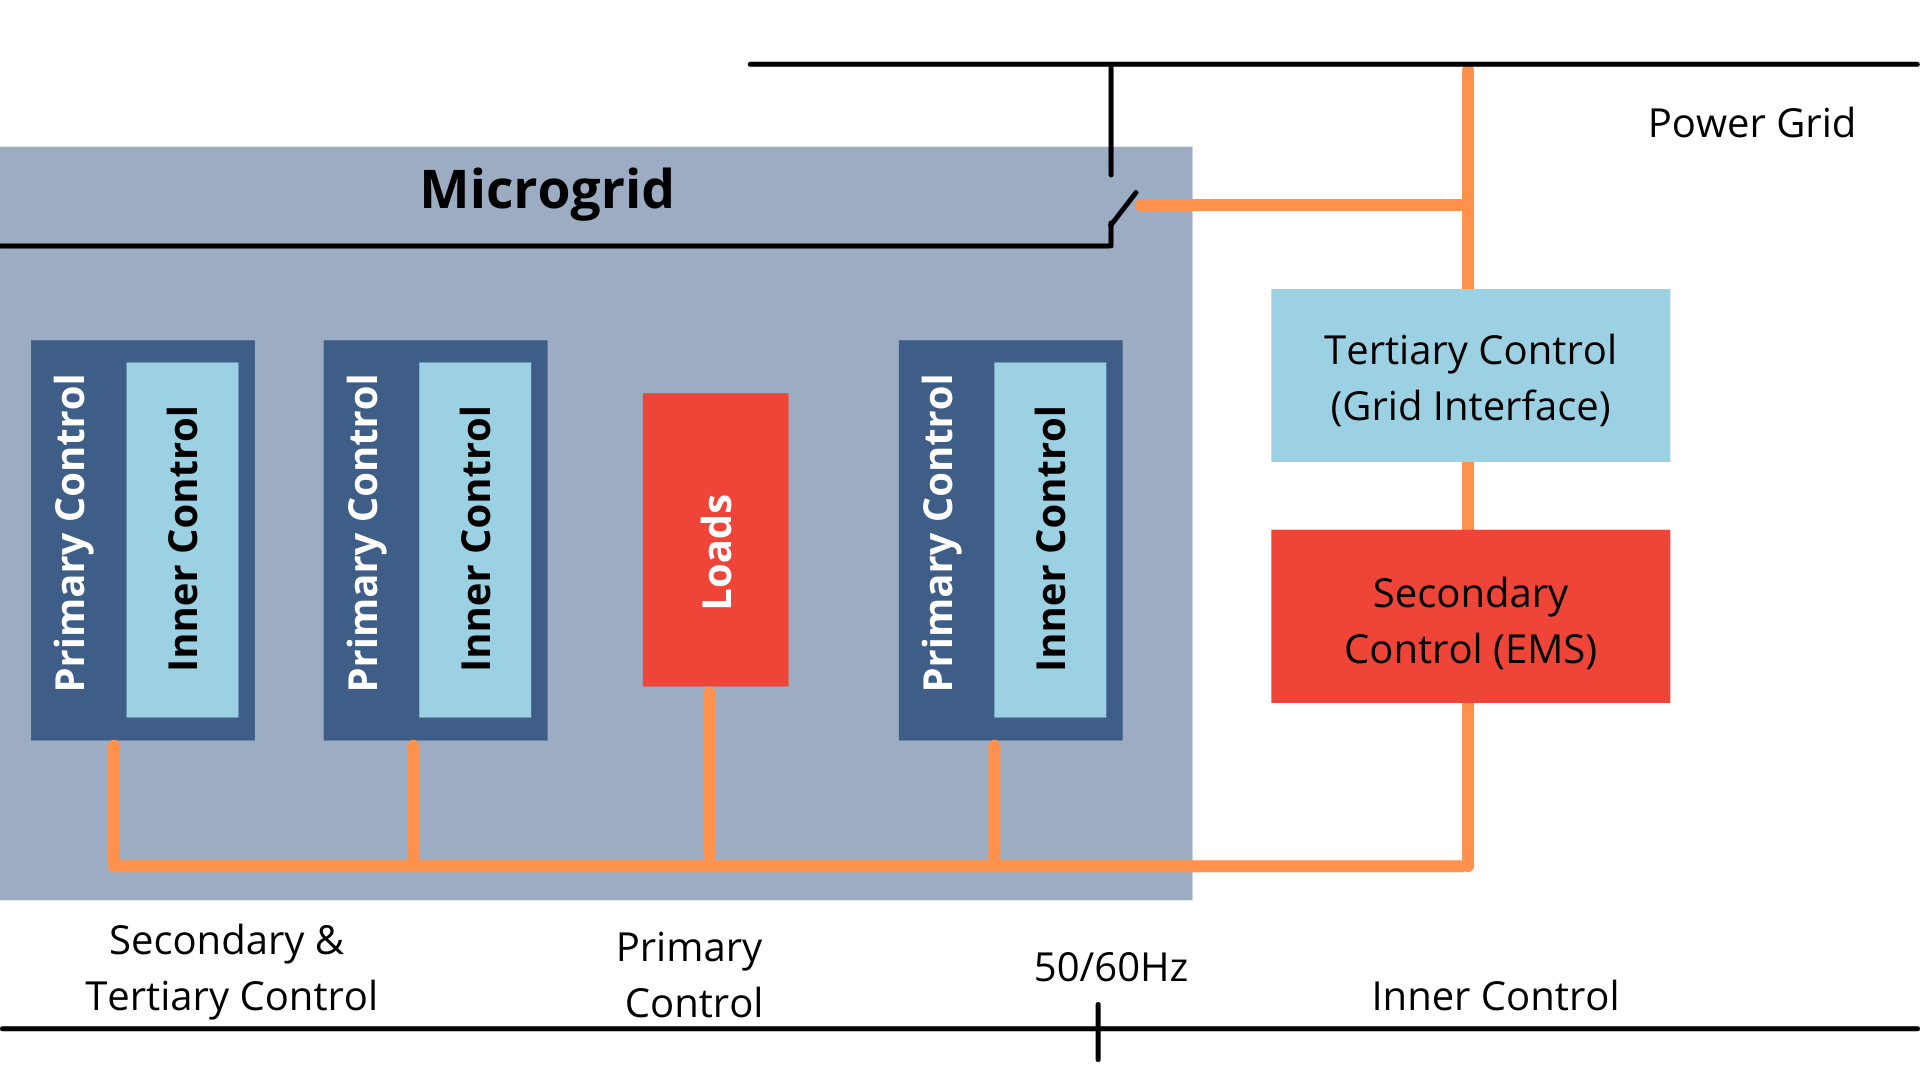 Power Grid
Microgrid
Tertiary Control
(Grid Interface)
Primary Control
Inner Control
Primary Control
Inner Control
Loads
Primary Control
Inner Control
Secondary
Control (EMS)
Secondary &
Tertiary Control
Primary
Control
50/60Hz
Inner Control